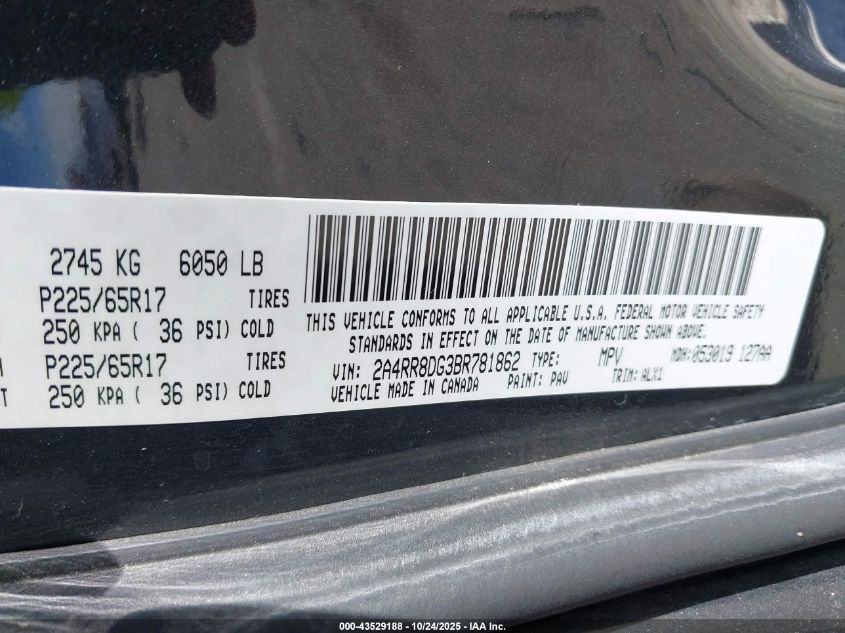 2745 KG 6050 LB
P225/65R17 TIRES
250 KPA ( 36 PSI) COLD
P225/65R17 TIRES
250 KPA ( 36 PSI) COLD
THIS VEHICLE CONFORMS TO ALL APPLICABLE U.S.A. FEDERAL MOTOR VEHICLE SAFETY
STANDARDS IN EFFECT ON THE DATE OF MANUFACTURE SHOWN ABOVE.
VIN: 2A4RR8DG3BR781862 TYPE: MPV MDH: 053019 127AA
VEHICLE MADE IN CANADA PAINT: PAV TRIM: ALX1
000-43529188 - 10/24/2025 - IAA Inc.